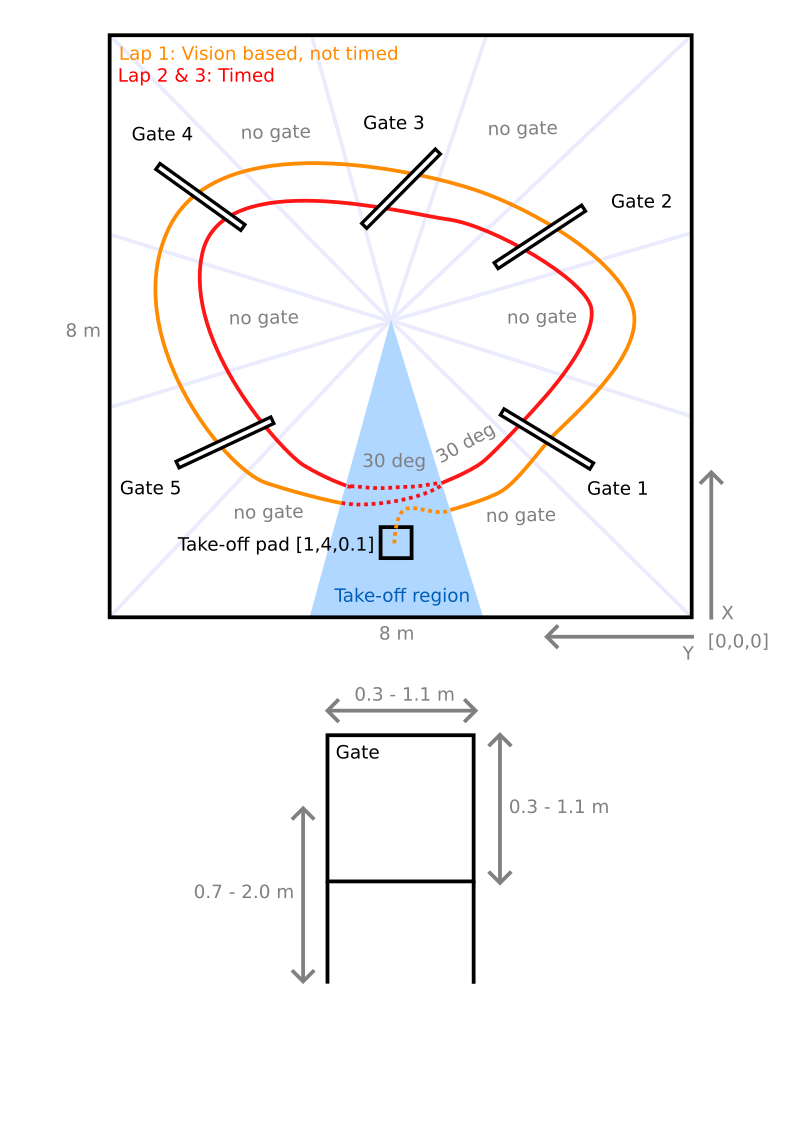 Lap 1: Vision based, not timed
Lap 2 & 3: Timed
Gate 4
no gate
Gate 3
no gate
Gate 2
no gate
no gate
8 m
30 deg
30 deg
Gate 5
Gate 1
no gate
no gate
Take-off pad [1,4,0.1]
Take-off region
X
8 m
Y
[0,0,0]
0.3 - 1.1 m
Gate
0.3 - 1.1 m
0.7 - 2.0 m